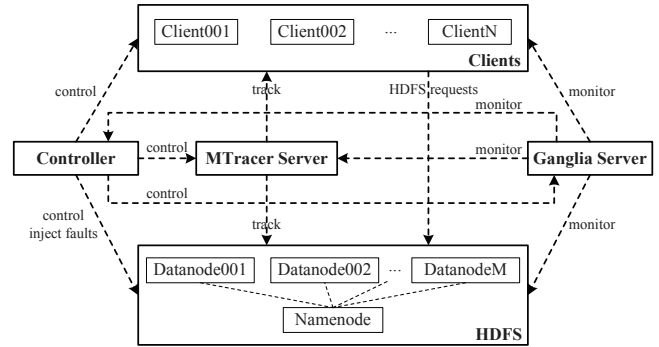 Client001 Client002 ... ClientN
Clients
control track HDFS requests monitor
monitor
Controller control MTracer Server monitor Ganglia Server
control
control
inject faults track monitor
Datanode001 Datanode002 ... DatanodeM
Namenode
HDFS